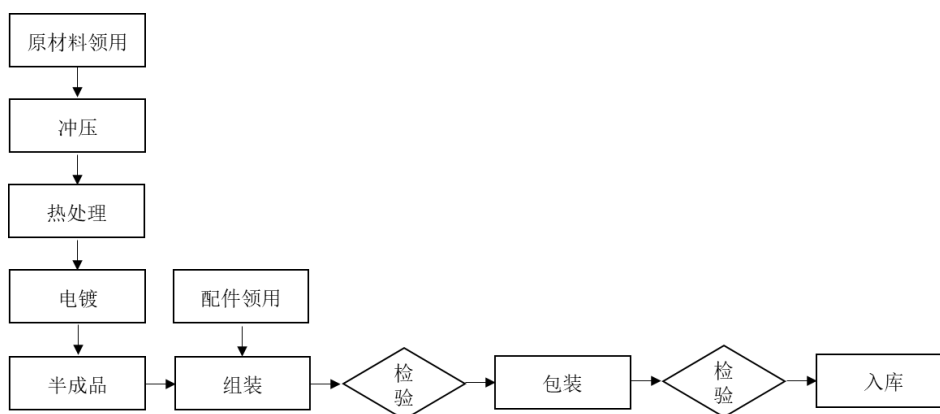 原材料领用
冲压
热处理
电镀
配件领用
半成品
组装
检
验
包装
检
验
入库